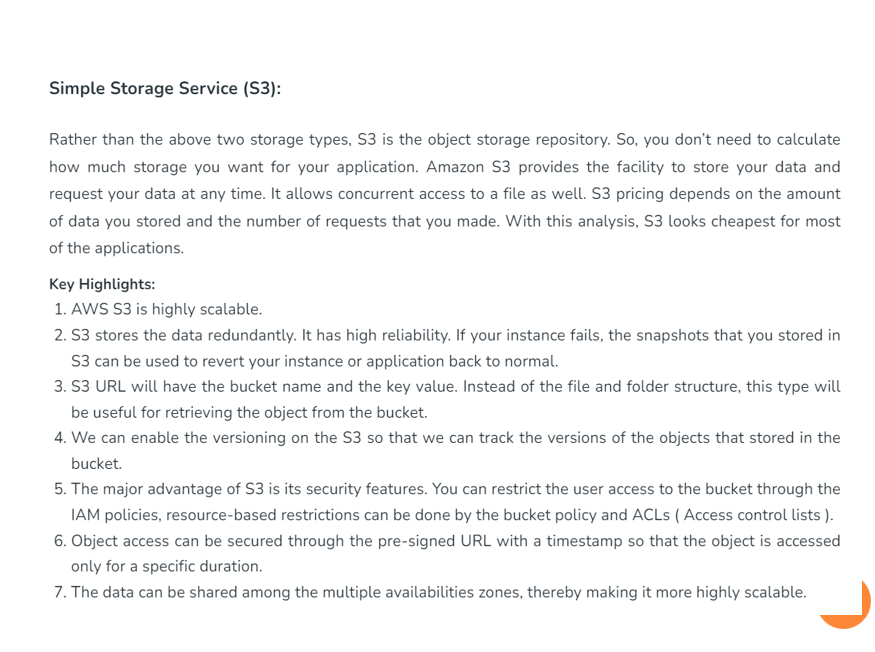 Simple Storage Service (S3):
Rather than the above two storage types, S3 is the object storage repository. So, you don’t need to calculate
how much storage you want for your application. Amazon S3 provides the facility to store your data and
request your data at any time. It allows concurrent access to a file as well. S3 pricing depends on the amount
of data you stored and the number of requests that you made. With this analysis, S3 looks cheapest for most
of the applications.
Key Highlights:
1. AWS S3 is highly scalable.
2. S3 stores the data redundantly. It has high reliability. If your instance fails, the snapshots that you stored in
S3 can be used to revert your instance or application back to normal.
3. S3 URL will have the bucket name and the key value. Instead of the file and folder structure, this type will
be useful for retrieving the object from the bucket.
4. We can enable the versioning on the S3 so that we can track the versions of the objects that stored in the
bucket.
5. The major advantage of S3 is its security features. You can restrict the user access to the bucket through the
IAM policies, resource-based restrictions can be done by the bucket policy and ACLs ( Access control lists ).
6. Object access can be secured through the pre-signed URL with a timestamp so that the object is accessed
only for a specific duration.
7. The data can be shared among the multiple availabilities zones, thereby making it more highly scalable.